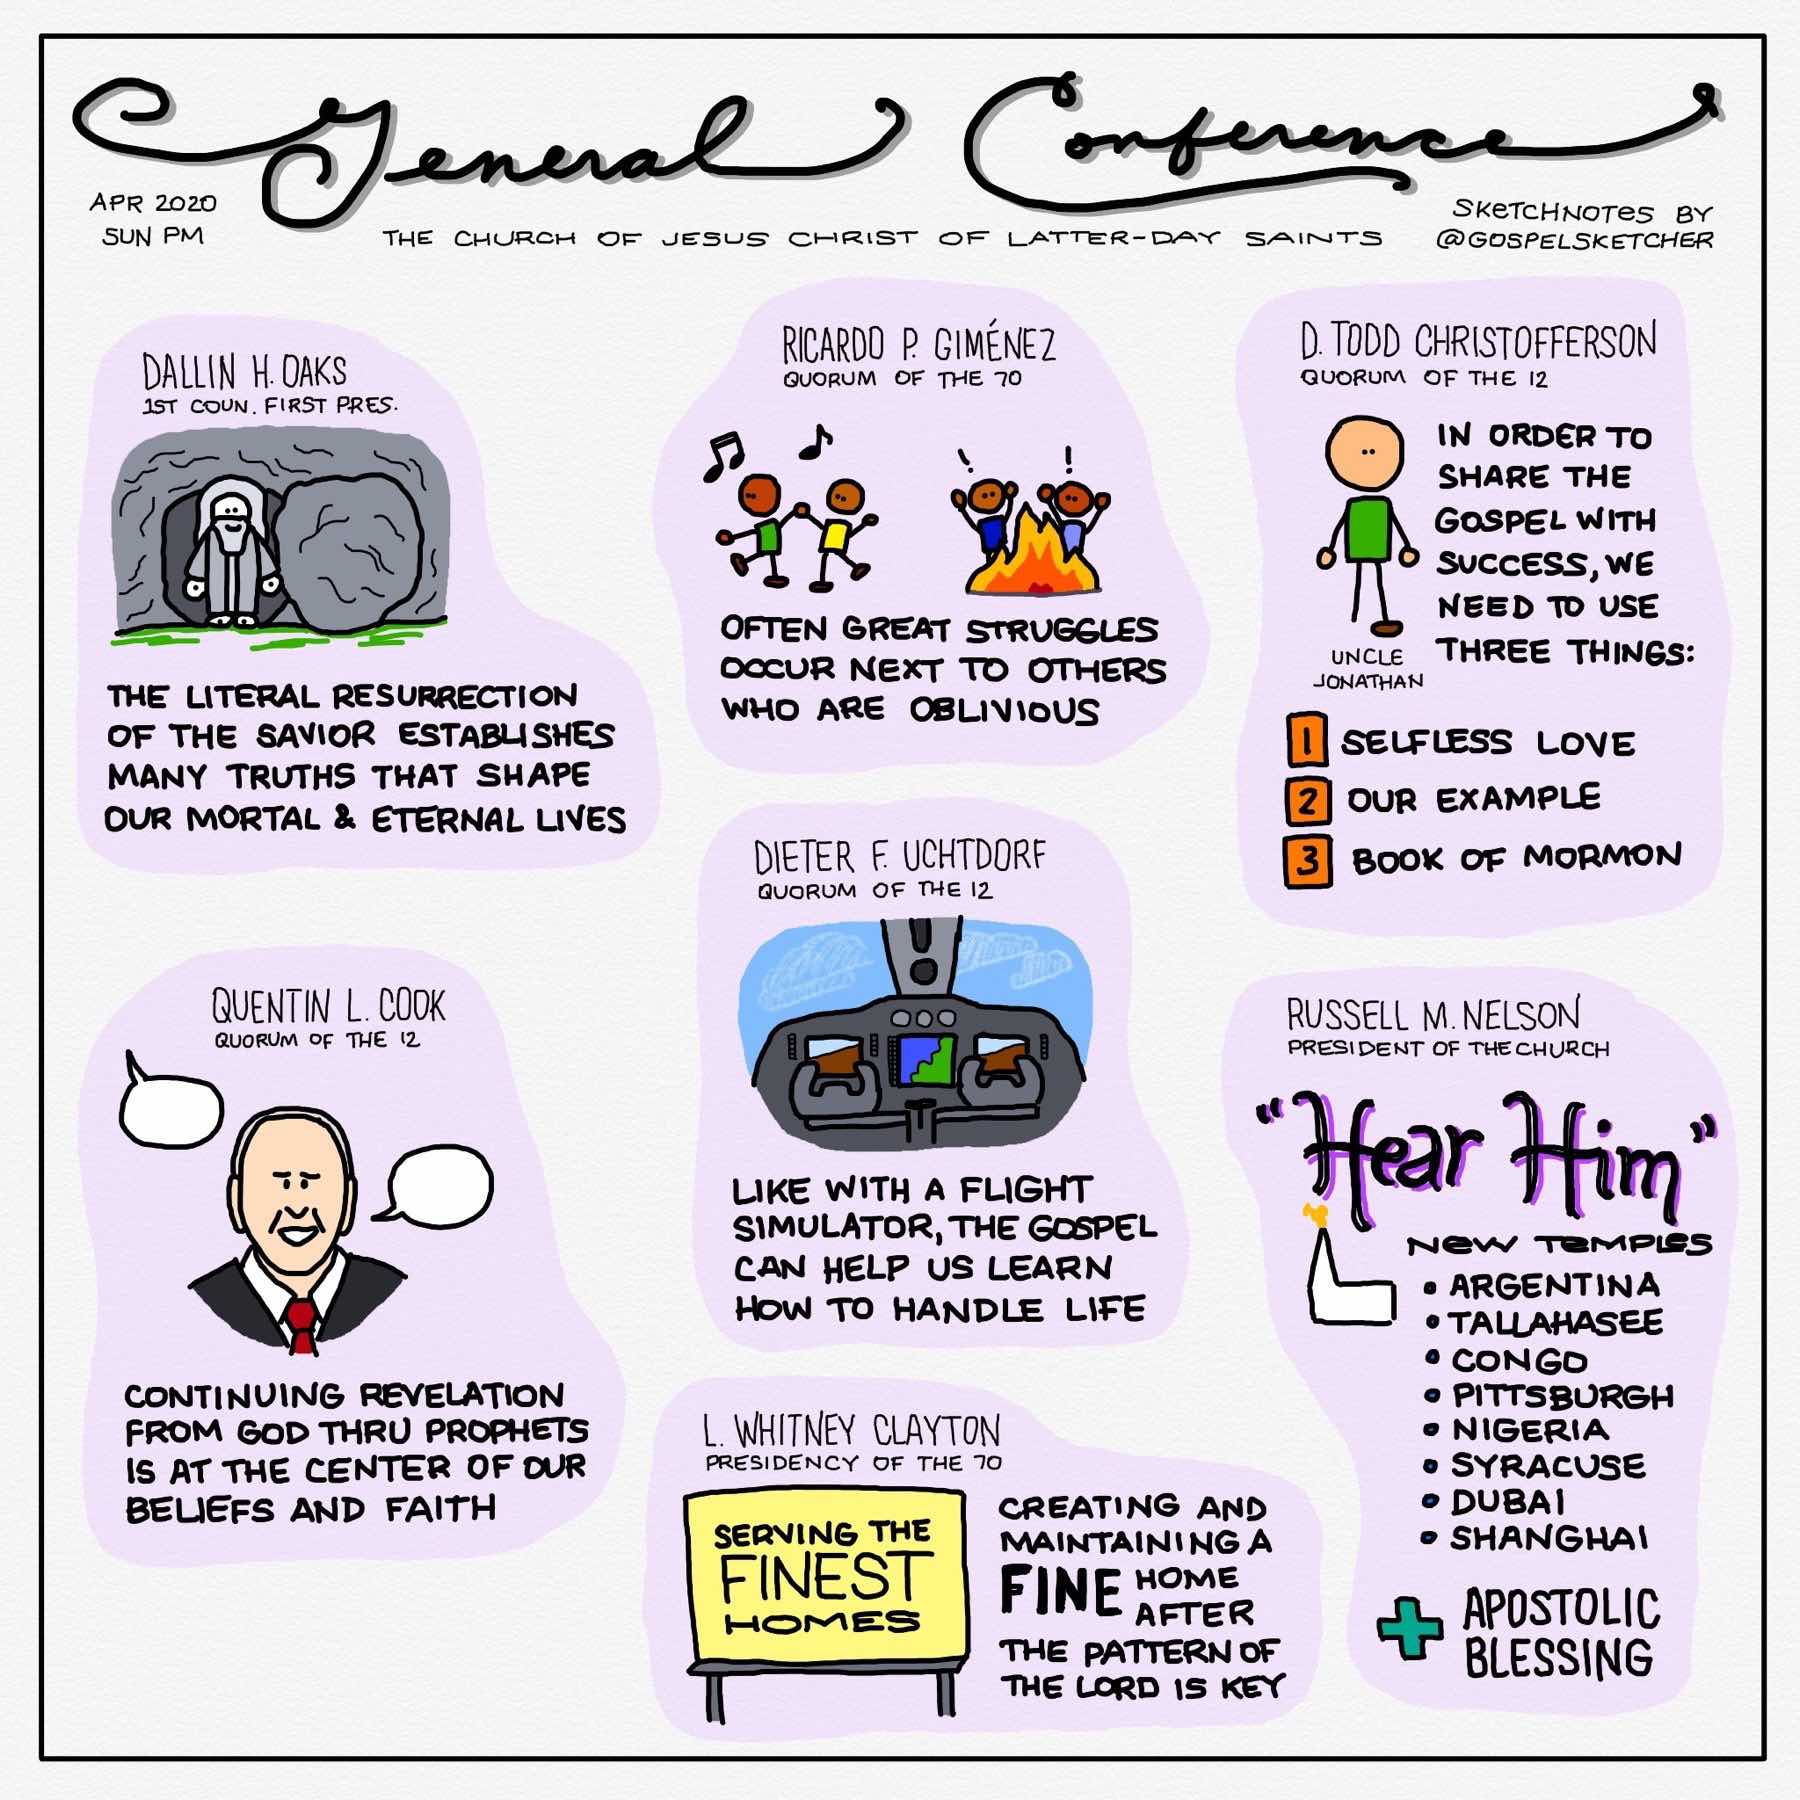 General Conference
APR 2020
SUN PM
THE CHURCH OF JESUS CHRIST OF LATTER-DAY SAINTS
SKETCHNOTES BY
@GOSPELSKETCHER
DALLIN H. OAKS
1ST COUN. FIRST PRES.
THE LITERAL RESURRECTION
OF THE SAVIOR ESTABLISHES
MANY TRUTHS THAT SHAPE
OUR MORTAL & ETERNAL LIVES
QUENTIN L. COOK
QUORUM OF THE 12
CONTINUING REVELATION
FROM GOD THRU PROPHETS
IS AT THE CENTER OF OUR
BELIEFS AND FAITH
RICARDO P. GIMÉNEZ
QUORUM OF THE 70
! !
OFTEN GREAT STRUGGLES
OCCUR NEXT TO OTHERS
WHO ARE OBLIVIOUS
DIETER F. UCHTDORF
QUORUM OF THE 12
LIKE WITH A FLIGHT
SIMULATOR, THE GOSPEL
CAN HELP US LEARN
HOW TO HANDLE LIFE
L. WHITNEY CLAYTON
PRESIDENCY OF THE 70
SERVING THE
FINEST
HOMES
CREATING AND
MAINTAINING A
FINE HOME
AFTER
THE PATTERN OF
THE LORD IS KEY
D. TODD CHRISTOFFERSON
QUORUM OF THE 12
UNCLE
JONATHAN
IN ORDER TO
SHARE THE
GOSPEL WITH
SUCCESS, WE
NEED TO USE
THREE THINGS:
1 SELFLESS LOVE
2 OUR EXAMPLE
3 BOOK OF MORMON
RUSSELL M. NELSON
PRESIDENT OF THE CHURCH
"Hear Him"
NEW TEMPLES
• ARGENTINA
• TALLAHASEE
• CONGO
• PITTSBURGH
• NIGERIA
• SYRACUSE
• DUBAI
• SHANGHAI
+ APOSTOLIC
BLESSING